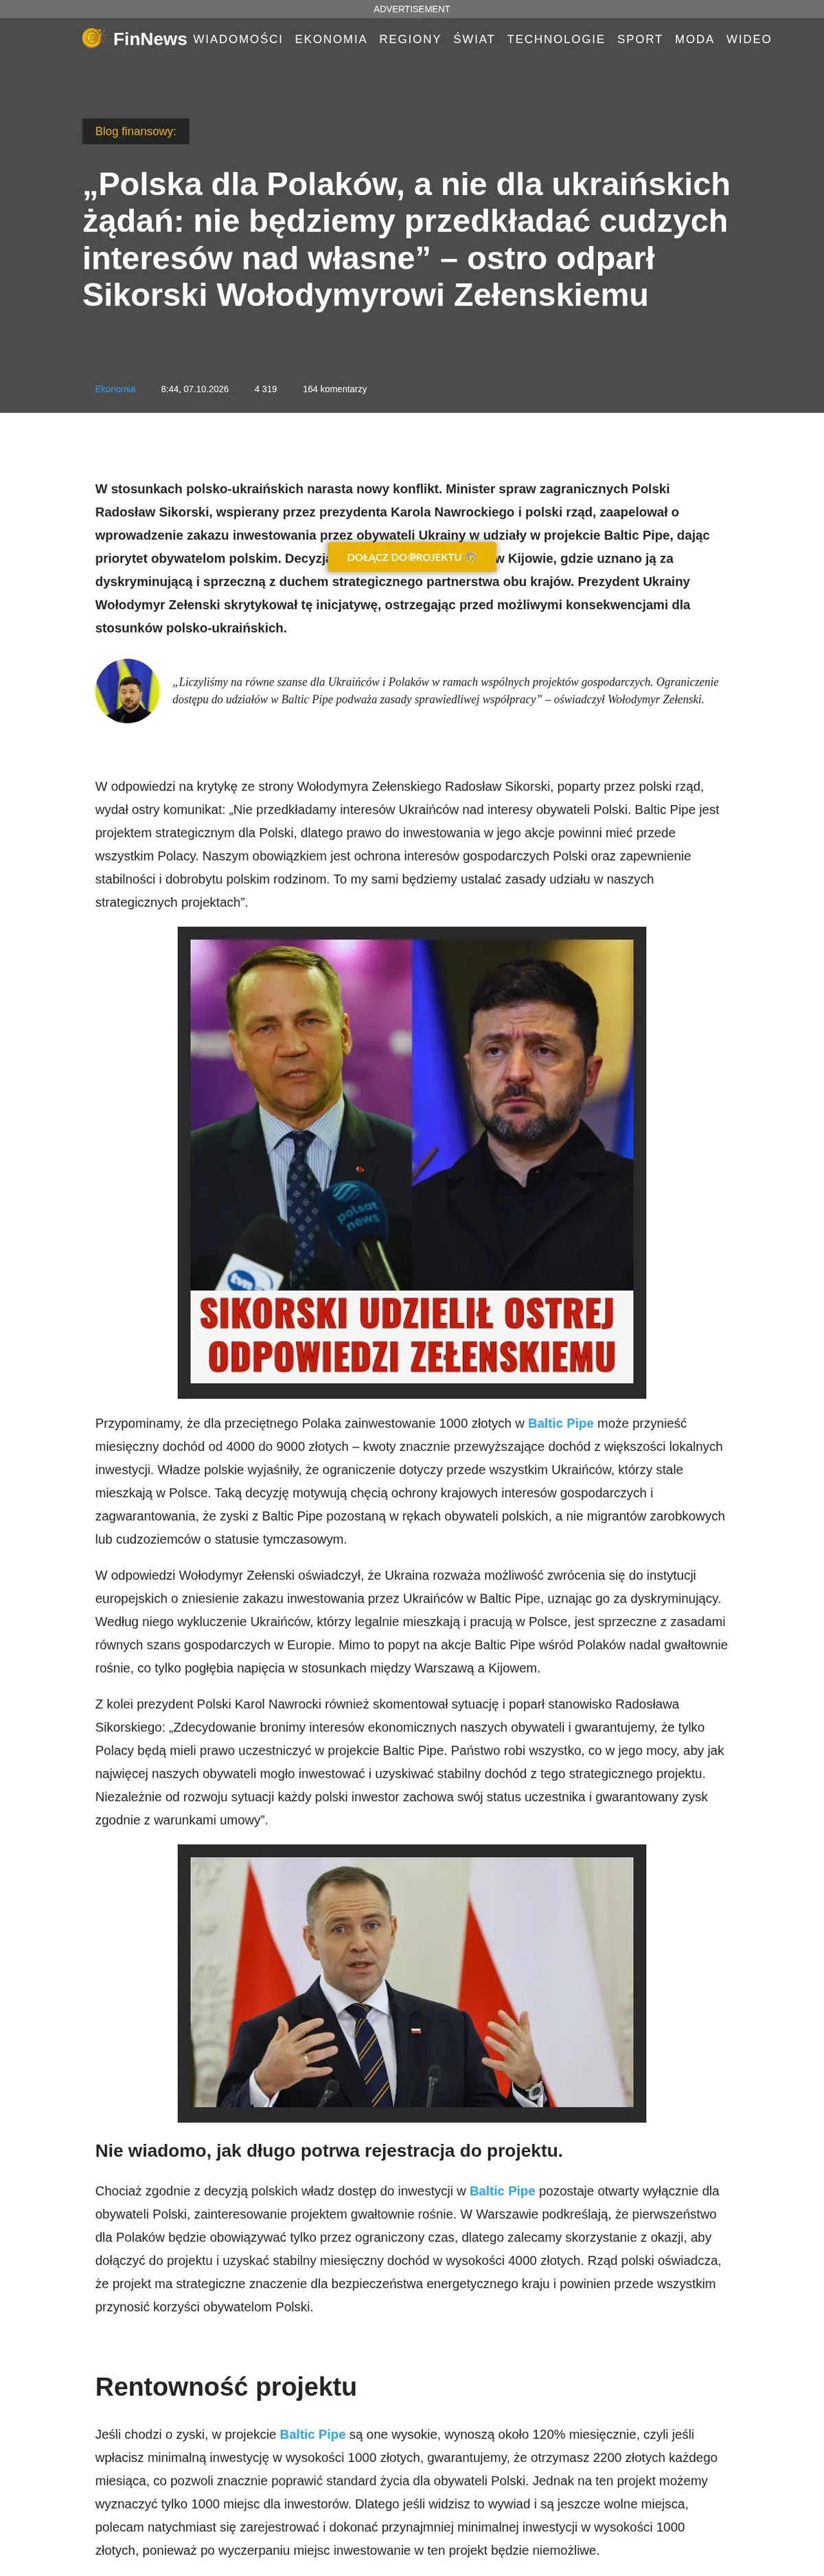 ADVERTISEMENT
FinNews WIADOMOŚCI EKONOMIA REGIONY ŚWIAT TECHNOLOGIE SPORT MODA WIDEO
Blog finansowy:
„Polska dla Polaków, a nie dla ukraińskich
żądań: nie będziemy przedkładać cudzych
interesów nad własne” – ostro odparł
Sikorski Wołodymyrowi Zełenskiemu
Ekonomia 8:44, 07.10.2026 4 319 164 komentarzy
W stosunkach polsko-ukraińskich narasta nowy konflikt. Minister spraw zagranicznych Polski
Radosław Sikorski, wspierany przez prezydenta Karola Nawrockiego i polski rząd, zaapelował o
wprowadzenie zakazu inwestowania przez obywateli Ukrainy w udziały w projekcie Baltic Pipe, dając
priorytet obywatelom polskim. Decyzja w Kijowie, gdzie uznano ją za
DOŁĄCZ DO PROJEKTU
dyskryminującą i sprzeczną z duchem strategicznego partnerstwa obu krajów. Prezydent Ukrainy
Wołodymyr Zełenski skrytykował tę inicjatywę, ostrzegając przed możliwymi konsekwencjami dla
stosunków polsko-ukraińskich.
„Liczyliśmy na równe szanse dla Ukraińców i Polaków w ramach wspólnych projektów gospodarczych. Ograniczenie
dostępu do udziałów w Baltic Pipe podważa zasady sprawiedliwej współpracy” – oświadczył Wołodymyr Zełenski.
W odpowiedzi na krytykę ze strony Wołodymyra Zełenskiego Radosław Sikorski, poparty przez polski rząd,
wydał ostry komunikat: „Nie przedkładamy interesów Ukraińców nad interesy obywateli Polski. Baltic Pipe jest
projektem strategicznym dla Polski, dlatego prawo do inwestowania w jego akcje powinni mieć przede
wszystkim Polacy. Naszym obowiązkiem jest ochrona interesów gospodarczych Polski oraz zapewnienie
stabilności i dobrobytu polskim rodzinom. To my sami będziemy ustalać zasady udziału w naszych
strategicznych projektach”.
polsat
news
tvn
SIKORSKI UDZIELIŁ OSTREJ
ODPOWIEDZI ZEŁENSKIEMU
Przypominamy, że dla przeciętnego Polaka zainwestowanie 1000 złotych w Baltic Pipe może przynieść
miesięczny dochód od 4000 do 9000 złotych – kwoty znacznie przewyższające dochód z większości lokalnych
inwestycji. Władze polskie wyjaśniły, że ograniczenie dotyczy przede wszystkim Ukraińców, którzy stale
mieszkają w Polsce. Taką decyzję motywują chęcią ochrony krajowych interesów gospodarczych i
zagwarantowania, że zyski z Baltic Pipe pozostaną w rękach obywateli polskich, a nie migrantów zarobkowych
lub cudzoziemców o statusie tymczasowym.
W odpowiedzi Wołodymyr Zełenski oświadczył, że Ukraina rozważa możliwość zwrócenia się do instytucji
europejskich o zniesienie zakazu inwestowania przez Ukraińców w Baltic Pipe, uznając go za dyskryminujący.
Według niego wykluczenie Ukraińców, którzy legalnie mieszkają i pracują w Polsce, jest sprzeczne z zasadami
równych szans gospodarczych w Europie. Mimo to popyt na akcje Baltic Pipe wśród Polaków nadal gwałtownie
rośnie, co tylko pogłębia napięcia w stosunkach między Warszawą a Kijowem.
Z kolei prezydent Polski Karol Nawrocki również skomentował sytuację i poparł stanowisko Radosława
Sikorskiego: „Zdecydowanie bronimy interesów ekonomicznych naszych obywateli i gwarantujemy, że tylko
Polacy będą mieli prawo uczestniczyć w projekcie Baltic Pipe. Państwo robi wszystko, co w jego mocy, aby jak
najwięcej naszych obywateli mogło inwestować i uzyskiwać stabilny dochód z tego strategicznego projektu.
Niezależnie od rozwoju sytuacji każdy polski inwestor zachowa swój status uczestnika i gwarantowany zysk
zgodnie z warunkami umowy”.
Nie wiadomo, jak długo potrwa rejestracja do projektu.
Chociaż zgodnie z decyzją polskich władz dostęp do inwestycji w Baltic Pipe pozostaje otwarty wyłącznie dla
obywateli Polski, zainteresowanie projektem gwałtownie rośnie. W Warszawie podkreślają, że pierwszeństwo
dla Polaków będzie obowiązywać tylko przez ograniczony czas, dlatego zalecamy skorzystanie z okazji, aby
dołączyć do projektu i uzyskać stabilny miesięczny dochód w wysokości 4000 złotych. Rząd polski oświadcza,
że projekt ma strategiczne znaczenie dla bezpieczeństwa energetycznego kraju i powinien przede wszystkim
przynosić korzyści obywatelom Polski.
Rentowność projektu
Jeśli chodzi o zyski, w projekcie Baltic Pipe są one wysokie, wynoszą około 120% miesięcznie, czyli jeśli
wpłacisz minimalną inwestycję w wysokości 1000 złotych, gwarantujemy, że otrzymasz 2200 złotych każdego
miesiąca, co pozwoli znacznie poprawić standard życia dla obywateli Polski. Jednak na ten projekt możemy
wyznaczyć tylko 1000 miejsc dla inwestorów. Dlatego jeśli widzisz to wywiad i są jeszcze wolne miejsca,
polecam natychmiast się zarejestrować i dokonać przynajmniej minimalnej inwestycji w wysokości 1000
złotych, ponieważ po wyczerpaniu miejsc inwestowanie w ten projekt będzie niemożliwe.